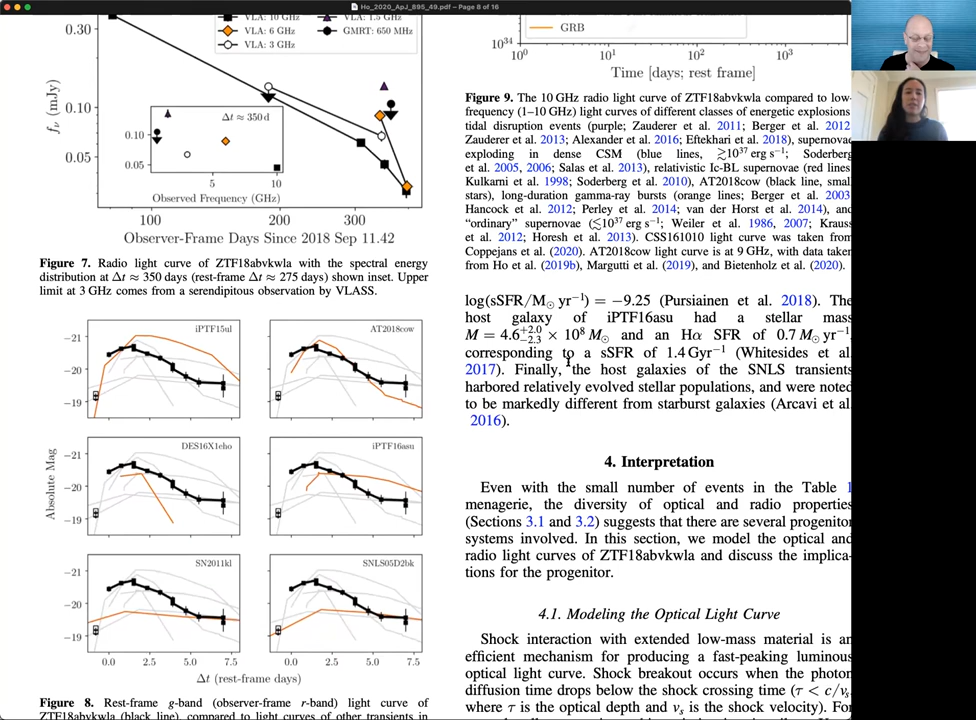 Ho_2020_ApJ_895_49.pdf — Page 8 of 16
VLA: 10 GHz
VLA: 1.5 GHz
VLA: 6 GHz
GMRT: 650 MHz
VLA: 3 GHz
0.30
0.10
0.05
fν (mJy)
Δt ≈ 350 d
0.10
0.05
5
10
Observed Frequency (GHz)
100
200
300
Observer-Frame Days Since 2018 Sep 11.42
Figure 7. Radio light curve of ZTF18abvkwla with the spectral energy
distribution at Δt ≈ 350 days (rest-frame Δt ≈ 275 days) shown inset. Upper
limit at 3 GHz comes from a serendipitous observation by VLASS.
iPTF15ul
AT2018cow
−21
−20
−19
DES16X1eho
iPTF16asu
−21
−20
−19
Absolute Mag
SN2011kl
SNLS05D2bk
−21
−20
−19
0.0 2.5 5.0 7.5 0.0 2.5 5.0 7.5
Δt (rest-frame days)
Figure 8. Rest-frame g-band (observer-frame r-band) light curve of
ZTF18abvkwla (black line), compared to light curves of other transients in
10^34
GRB
10^1
10^2
10^3
Time [days; rest frame]
Figure 9. The 10 GHz radio light curve of ZTF18abvkwla compared to low-
frequency (1–10 GHz) light curves of different classes of energetic explosions
tidal disruption events (purple; Zauderer et al. 2011; Berger et al. 2012
Zauderer et al. 2013; Alexander et al. 2016; Eftekhari et al. 2018), supernovae
exploding in dense CSM (blue lines, ≳10^37 erg s^−1; Soderberg
et al. 2005, 2006; Salas et al. 2013), relativistic Ic-BL supernovae (red lines
Kulkarni et al. 1998; Soderberg et al. 2010), AT2018cow (black line, small
stars), long-duration gamma-ray bursts (orange lines; Berger et al. 2003
Hancock et al. 2012; Perley et al. 2014; van der Horst et al. 2014), and
“ordinary” supernovae (≲10^37 erg s^−1; Weiler et al. 1986, 2007; Krauss
et al. 2012; Horesh et al. 2013). CSS161010 light curve was taken from
Coppejans et al. (2020). AT2018cow light curve is at 9 GHz, with data taken
from Ho et al. (2019b), Margutti et al. (2019), and Bietenholz et al. (2020).
log(sSFR/M⊙ yr^−1) = −9.25 (Pursiainen et al. 2018). The
host galaxy of iPTF16asu had a stellar mass
M = 4.6^+2.0_−2.3 × 10^8 M⊙ and an Hα SFR of 0.7 M⊙ yr^−1
corresponding to a sSFR of 1.4 Gyr^−1 (Whitesides et al
2017). Finally, the host galaxies of the SNLS transients
harbored relatively evolved stellar populations, and were noted
to be markedly different from starburst galaxies (Arcavi et al
2016).
4. Interpretation
Even with the small number of events in the Table 1
menagerie, the diversity of optical and radio properties
(Sections 3.1 and 3.2) suggests that there are several progenitor
systems involved. In this section, we model the optical and
radio light curves of ZTF18abvkwla and discuss the implica-
tions for the progenitor.
4.1. Modeling the Optical Light Curve
Shock interaction with extended low-mass material is an
efficient mechanism for producing a fast-peaking luminous
optical light curve. Shock breakout occurs when the photon
diffusion time drops below the shock crossing time (τ < c/vs
where τ is the optical depth and vs is the shock velocity). For